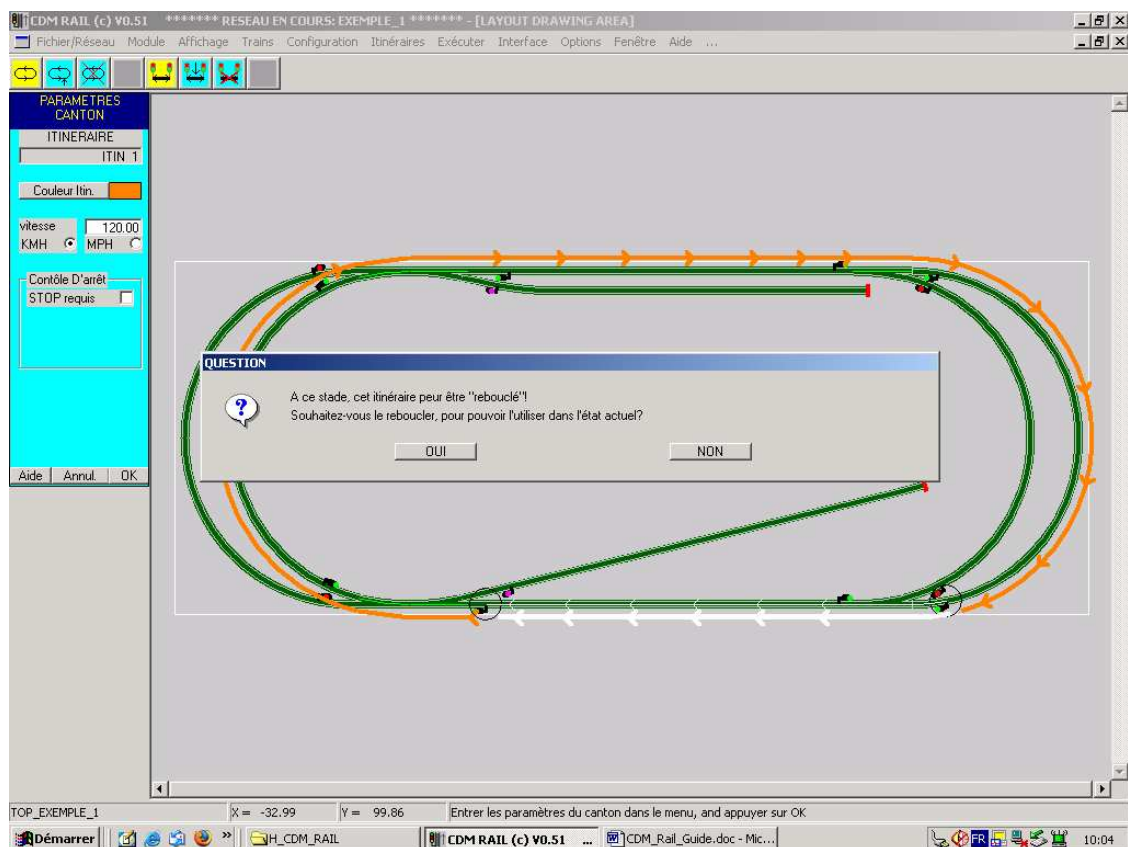 CDM RAIL (c) V0.51 ******* RESEAU EN COURS: EXEMPLE_1 ******* - [LAYOUT DRAWING AREA]
Fichier/Réseau Module Affichage Trains Configuration Itinéraires Exécuter Interface Options Fenêtre Aide ...
PARAMETRES
CANTON
ITINERAIRE
ITIN 1
Couleur Itin.
vitesse 120.00
KMH MPH
Contôle D'arrêt
STOP requis
Aide Annul. OK
QUESTION
A ce stade, cet itinéraire peur être "rebouclé"!
Souhaitez-vous le reboucler, pour pouvoir l'utiliser dans l'état actuel?
OUI NON
TOP_EXEMPLE_1 X = -32.99 Y = 99.86 Entrer les paramètres du canton dans le menu, and appuyer sur OK
Démarrer » H_CDM_RAIL CDM RAIL (c) V0.51 ... CDM_Rail_Guide.doc - Mic... FR 10:04